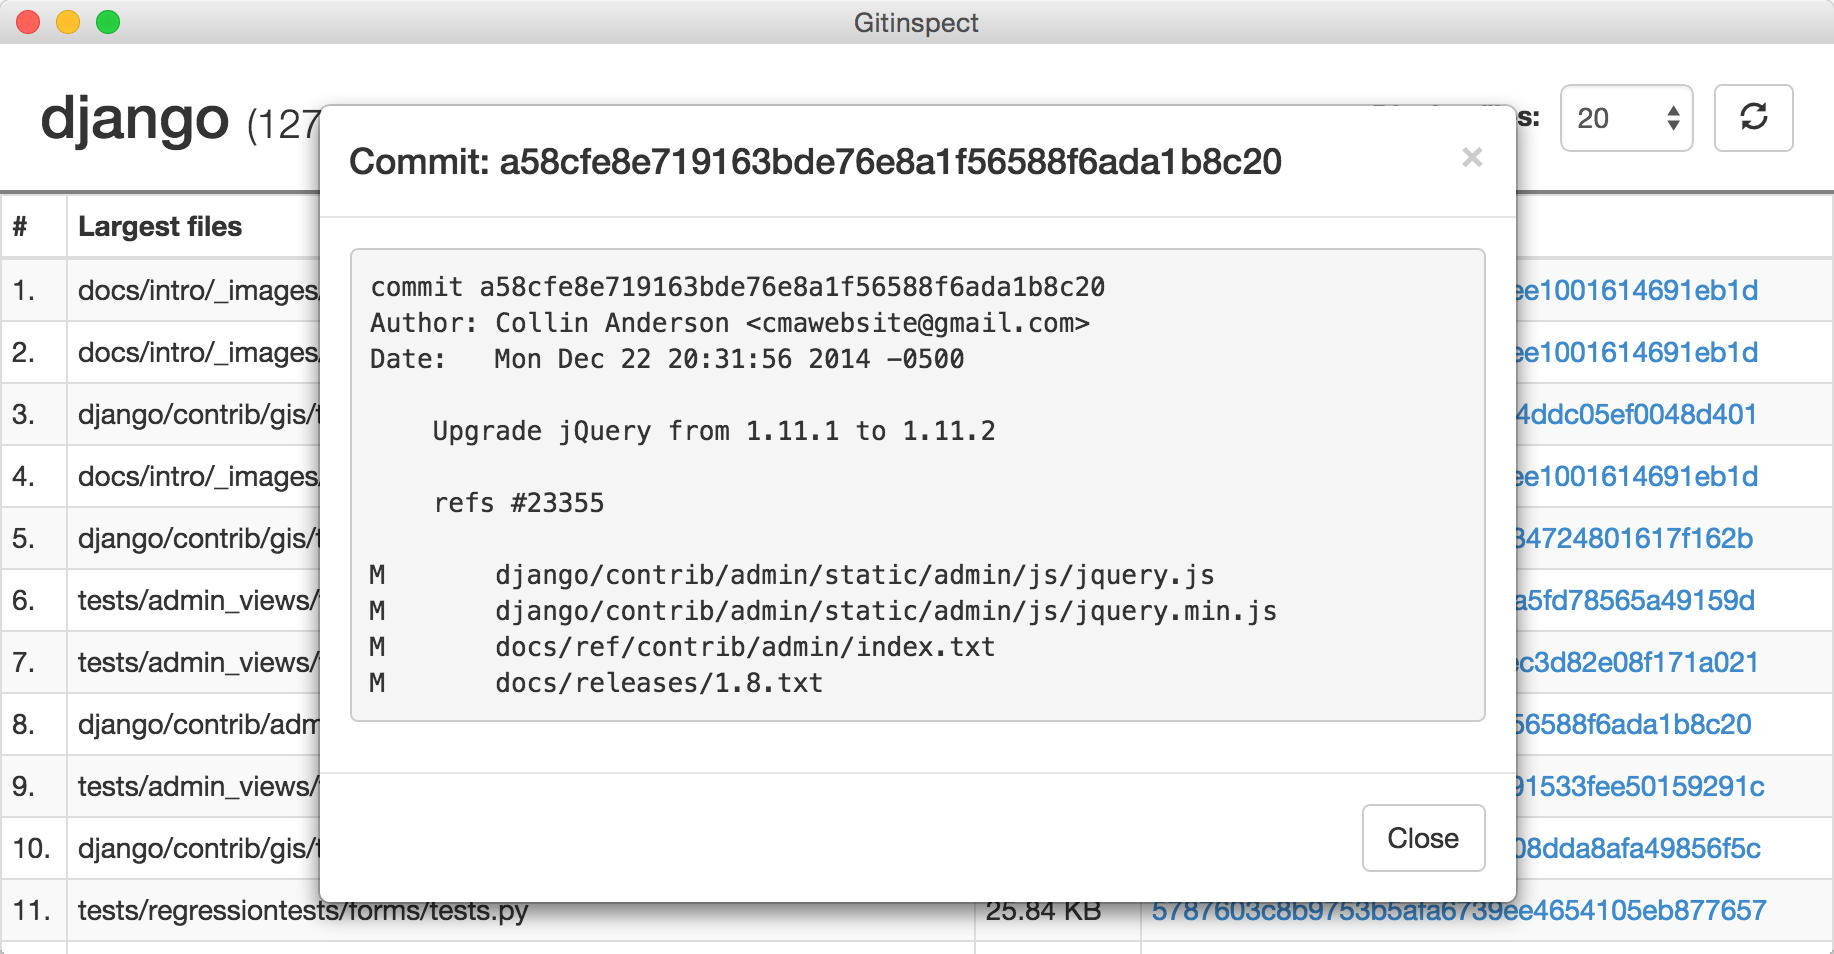 Gitinspect
django (127
s:
20
Commit: a58cfe8e719163bde76e8a1f56588f6ada1b8c20
×
# Largest files
commit a58cfe8e719163bde76e8a1f56588f6ada1b8c20
Author: Collin Anderson <cmawebsite@gmail.com>
Date:   Mon Dec 22 20:31:56 2014 -0500
Upgrade jQuery from 1.11.1 to 1.11.2
refs #23355
M       django/contrib/admin/static/admin/js/jquery.js
M       django/contrib/admin/static/admin/js/jquery.min.js
M       docs/ref/contrib/admin/index.txt
M       docs/releases/1.8.txt
Close
1. docs/intro/_images/ ee1001614691eb1d
2. docs/intro/_images/ ee1001614691eb1d
3. django/contrib/gis/ 4ddc05ef0048d401
4. docs/intro/_images/ ee1001614691eb1d
5. django/contrib/gis/ 84724801617f162b
6. tests/admin_views/ a5fd78565a49159d
7. tests/admin_views/ ec3d82e08f171a021
8. django/contrib/adm 56588f6ada1b8c20
9. tests/admin_views/ 91533fee50159291c
10. django/contrib/gis/ 08dda8afa49856f5c
11. tests/regressiontests/forms/tests.py 25.84 KB 5787603c8b9753b5afa6739ee4654105eb877657